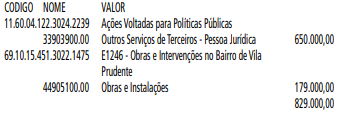 CODIGO NOME VALOR
11.60.04.122.3024.2239 Ações Voltadas para Políticas Públicas
33903900.00 Outros Serviços de Terceiros - Pessoa Jurídica 650.000,00
69.10.15.451.3022.1475 E1246 - Obras e Intervenções no Bairro de Vila
Prudente
44905100.00 Obras e Instalações 179.000,00
829.000,00